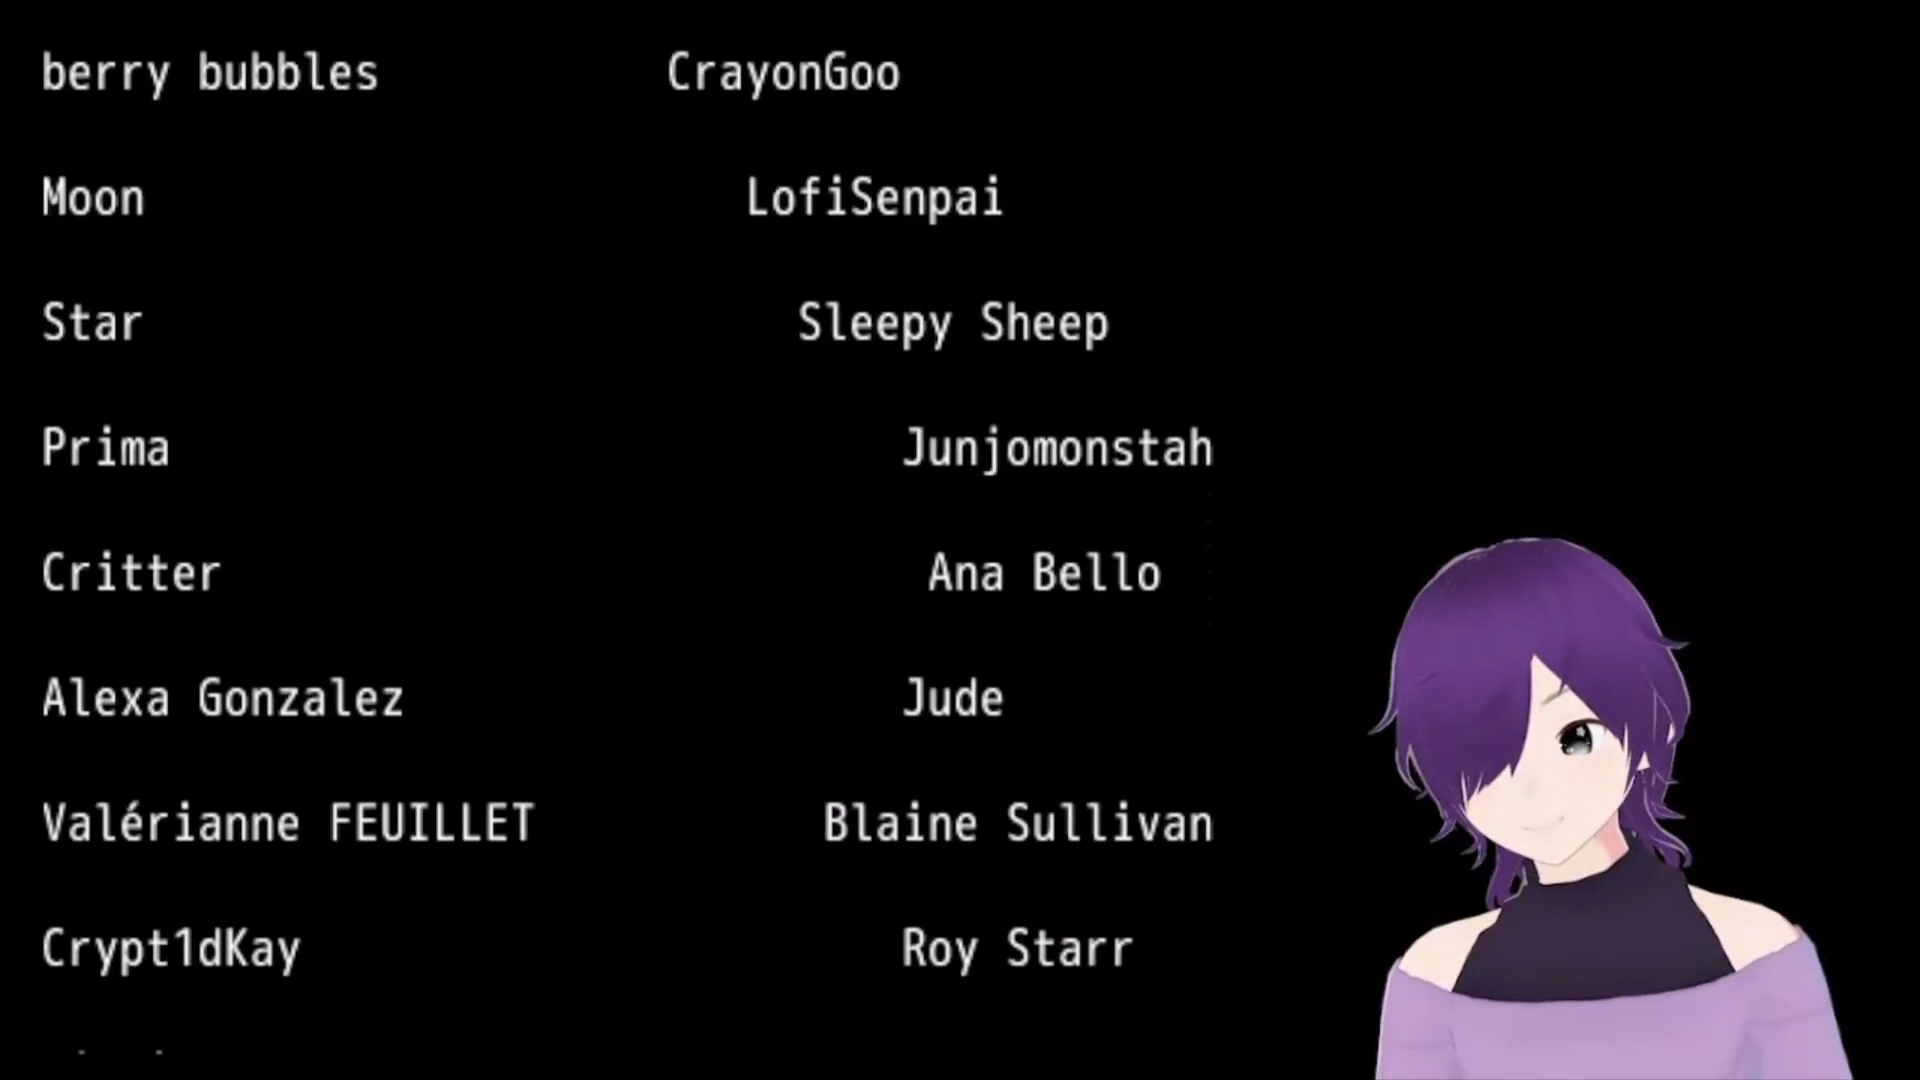 berry bubbles CrayonGoo
Moon LofiSenpai
Star Sleepy Sheep
Prima Junjomonstah
Critter Ana Bello
Alexa Gonzalez Jude
Valérianne FEUILLET Blaine Sullivan
Crypt1dKay Roy Starr